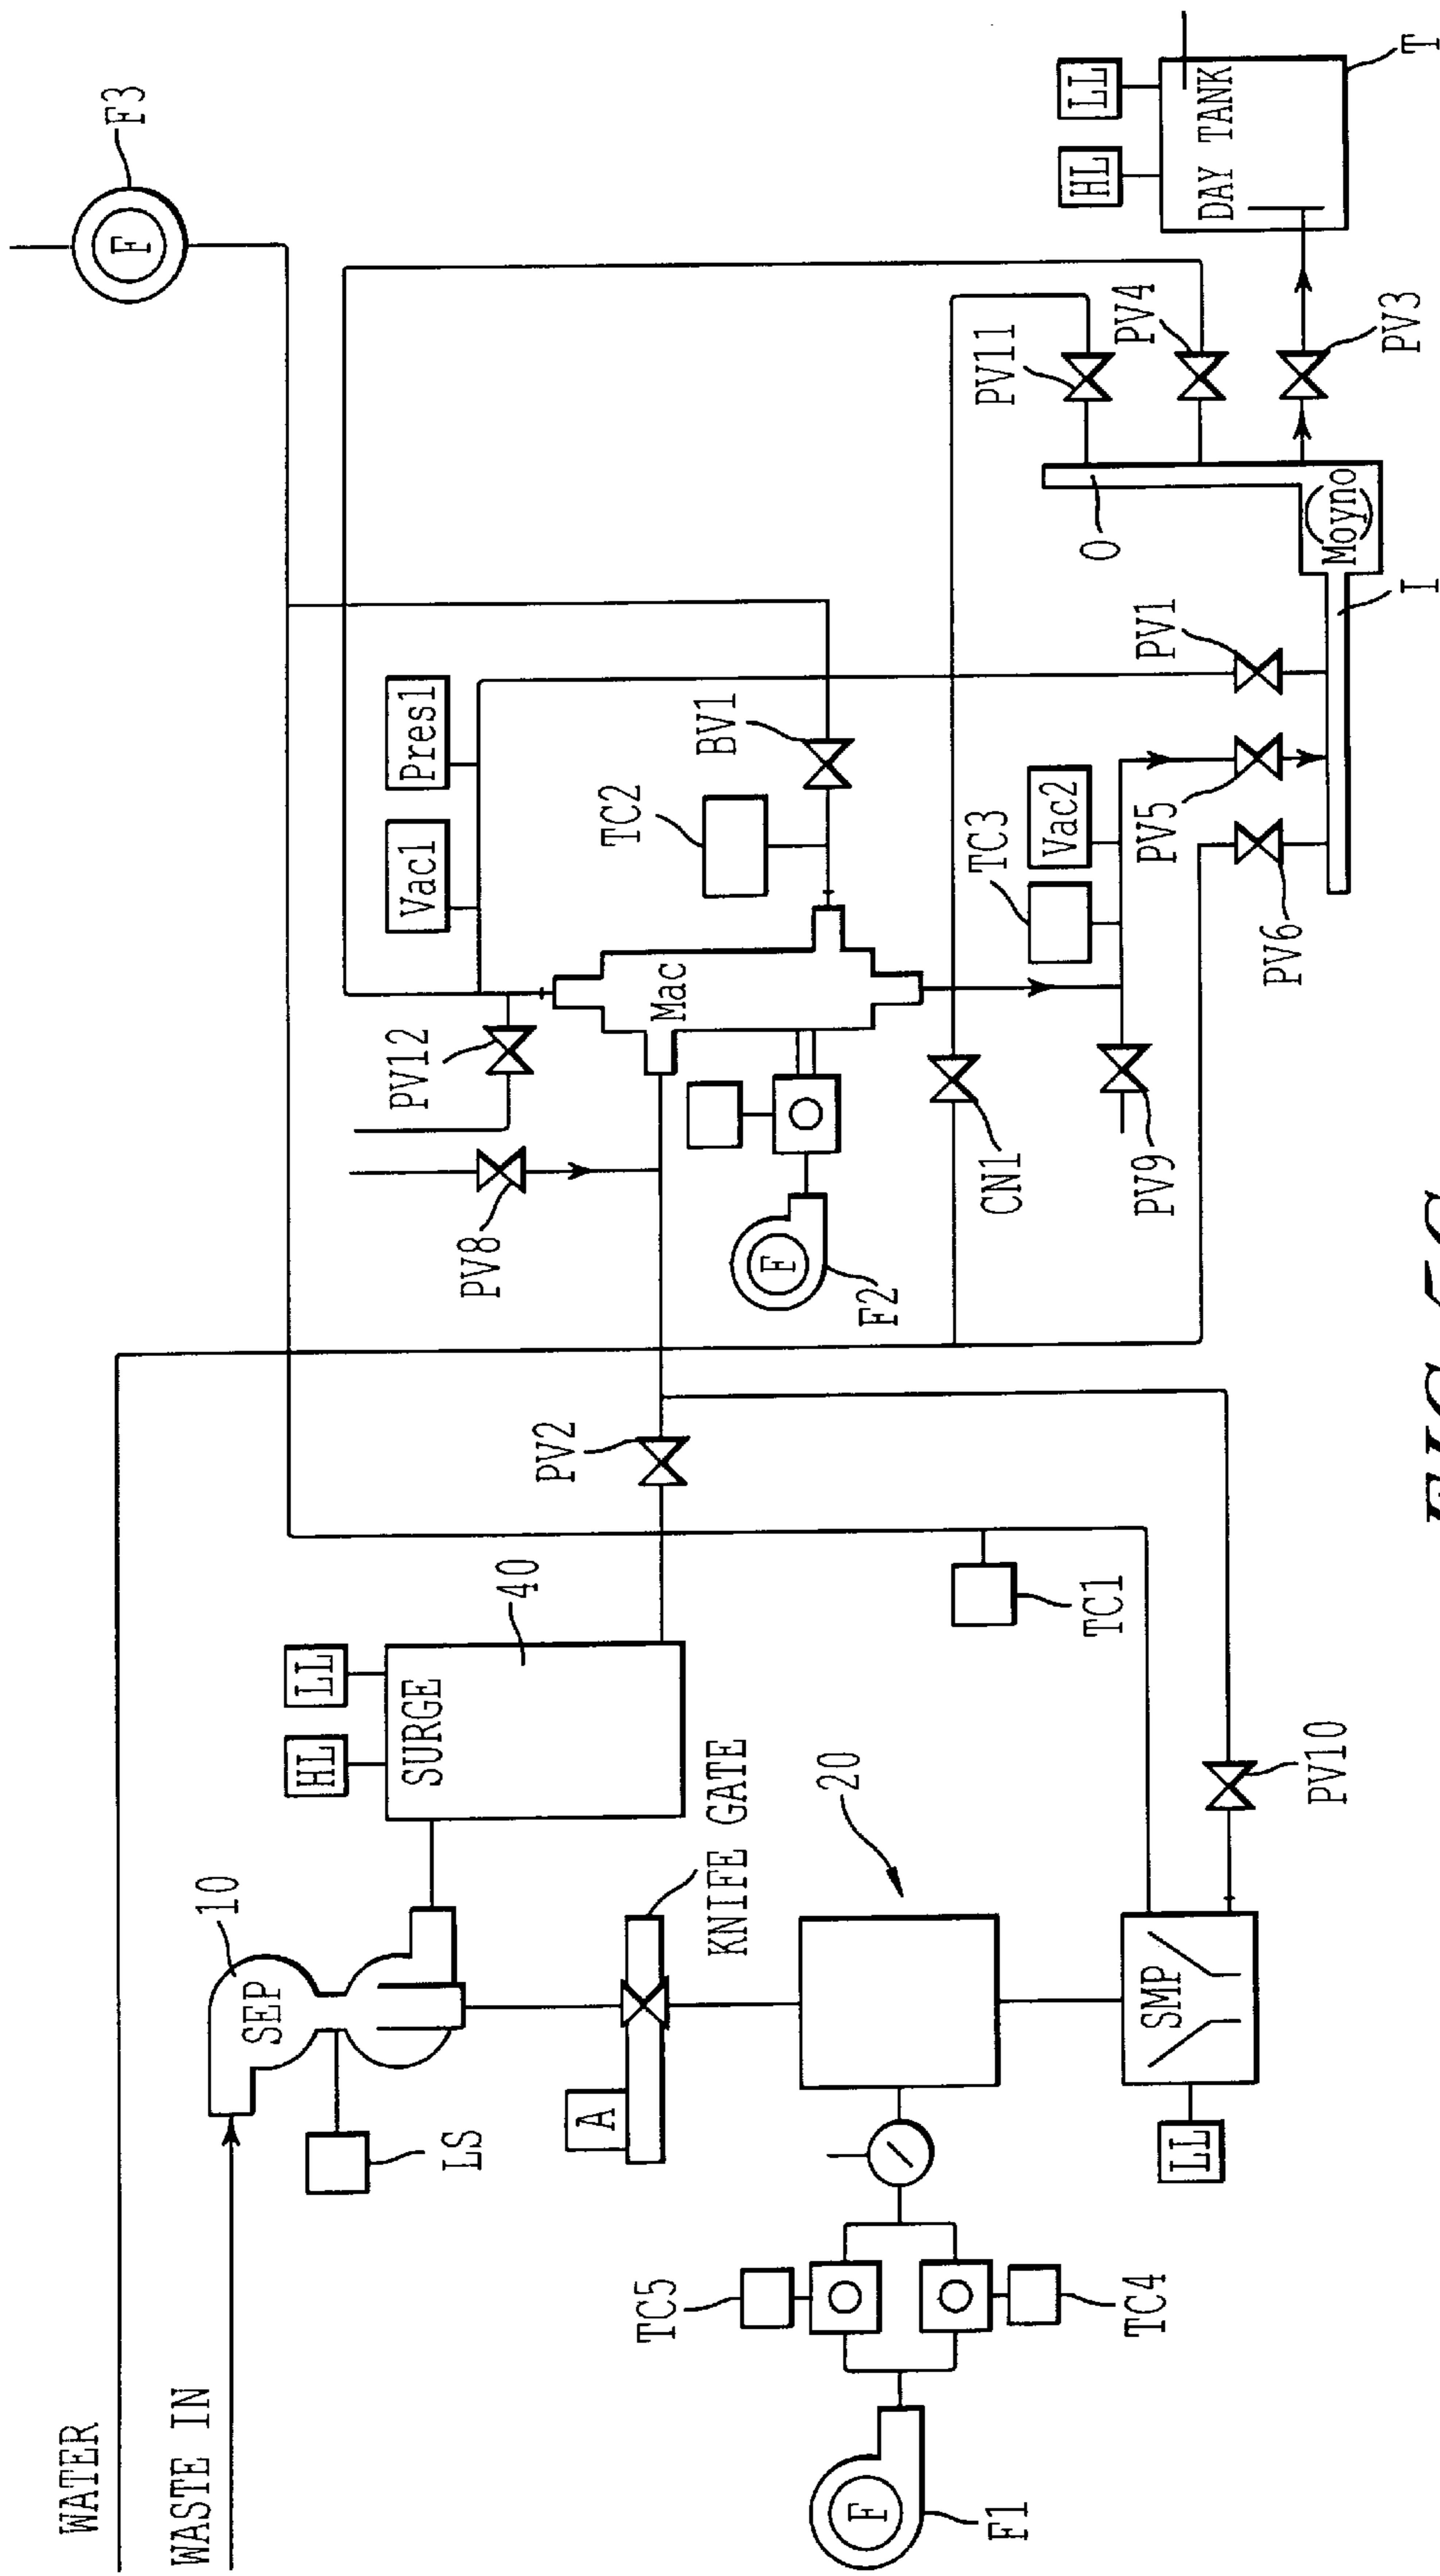 WATER
WASTE IN
SEP
10
LS
HL
LL
SURGE
40
A
KNIFE GATE
20
TC5
TC4
F
F1
SMP
LL
TC1
PV10
PV2
PV8
PV12
Vac1
Pres1
Mac
F
F2
TC2
BV1
CN1
PV9
TC3
Vac2
PV5
PV1
PV6
I
Moyno
O
PV11
PV4
PV3
F
F3
HL
LL
DAY TANK
T